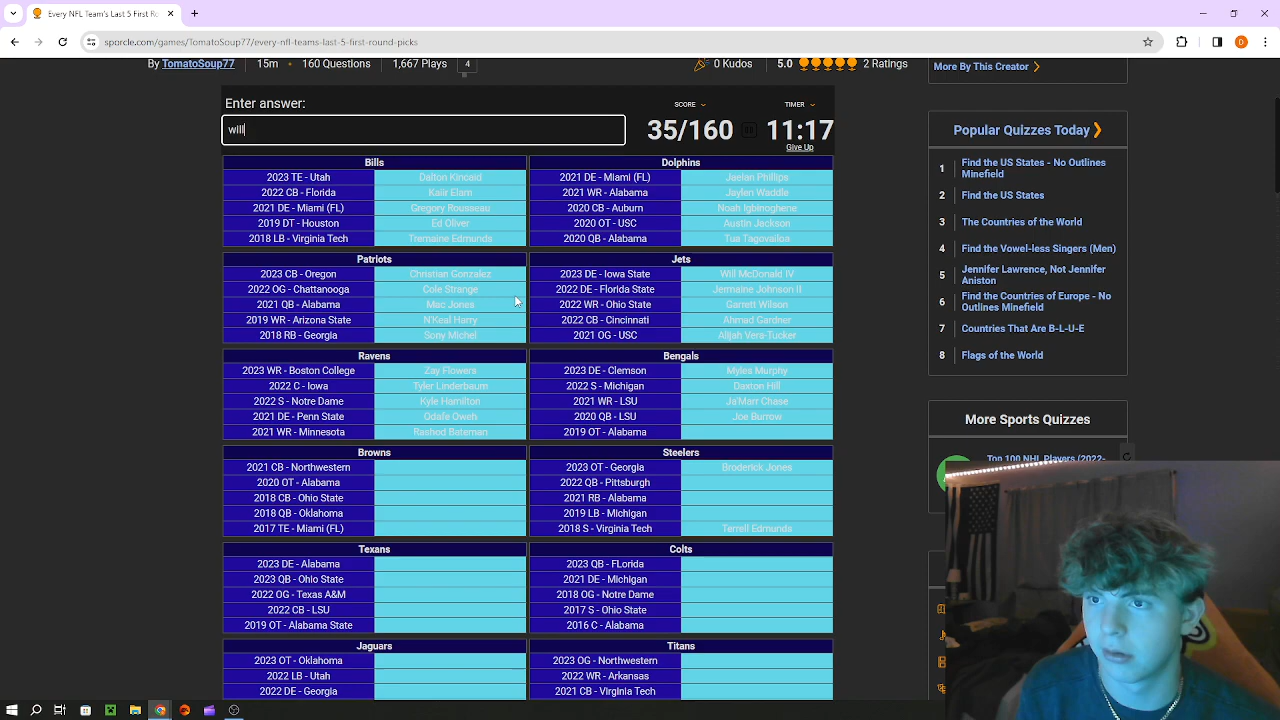 Every NFL Team's Last 5 First Ro
sporcle.com/games/TomatoSoup77/every-nfl-teams-last-5-first-round-picks
D
By TomatoSoup77
15m • 160 Questions 1,667 Plays 4
0 Kudos 5.0 2 Ratings
More By This Creator
Enter answer:
will
SCORE
35/160
TIMER
11:17
Give Up
Bills
2023 TE - Utah Dalton Kincaid
2022 CB - Florida Kaiir Elam
2021 DE - Miami (FL) Gregory Rousseau
2019 DT - Houston Ed Oliver
2018 LB - Virginia Tech Tremaine Edmunds
Dolphins
2021 DE - Miami (FL) Jaelan Phillips
2021 WR - Alabama Jaylen Waddle
2020 CB - Auburn Noah Igbinoghene
2020 OT - USC Austin Jackson
2020 QB - Alabama Tua Tagovailoa
Patriots
2023 CB - Oregon Christian Gonzalez
2022 OG - Chattanooga Cole Strange
2021 QB - Alabama Mac Jones
2019 WR - Arizona State N'Keal Harry
2018 RB - Georgia Sony Michel
Jets
2023 DE - Iowa State Will McDonald IV
2022 DE - Florida State Jermaine Johnson II
2022 WR - Ohio State Garrett Wilson
2022 CB - Cincinnati Ahmad Gardner
2021 OG - USC Alijah Vera-Tucker
Ravens
2023 WR - Boston College Zay Flowers
2022 C - Iowa Tyler Linderbaum
2022 S - Notre Dame Kyle Hamilton
2021 DE - Penn State Odafe Oweh
2021 WR - Minnesota Rashod Bateman
Bengals
2023 DE - Clemson Myles Murphy
2022 S - Michigan Daxton Hill
2021 WR - LSU Ja'Marr Chase
2020 QB - LSU Joe Burrow
2019 OT - Alabama
Browns
2021 CB - Northwestern
2020 OT - Alabama
2018 CB - Ohio State
2018 QB - Oklahoma
2017 TE - Miami (FL)
Steelers
2023 OT - Georgia Broderick Jones
2022 QB - Pittsburgh
2021 RB - Alabama
2019 LB - Michigan
2018 S - Virginia Tech Terrell Edmunds
Texans
2023 DE - Alabama
2023 QB - Ohio State
2022 OG - Texas A&M
2022 CB - LSU
2019 OT - Alabama State
Colts
2023 QB - FLorida
2021 DE - Michigan
2018 OG - Notre Dame
2017 S - Ohio State
2016 C - Alabama
Jaguars
2023 OT - Oklahoma
2022 LB - Utah
2022 DE - Georgia
Titans
2023 OG - Northwestern
2022 WR - Arkansas
2021 CB - Virginia Tech
Popular Quizzes Today
1 Find the US States - No Outlines
Minefield
2 Find the US States
3 The Countries of the World
4 Find the Vowel-less Singers (Men)
5 Jennifer Lawrence, Not Jennifer
Aniston
6 Find the Countries of Europe - No
Outlines Minefield
7 Countries That Are B-L-U-E
8 Flags of the World
More Sports Quizzes
Top 100 NHL Players (2022-